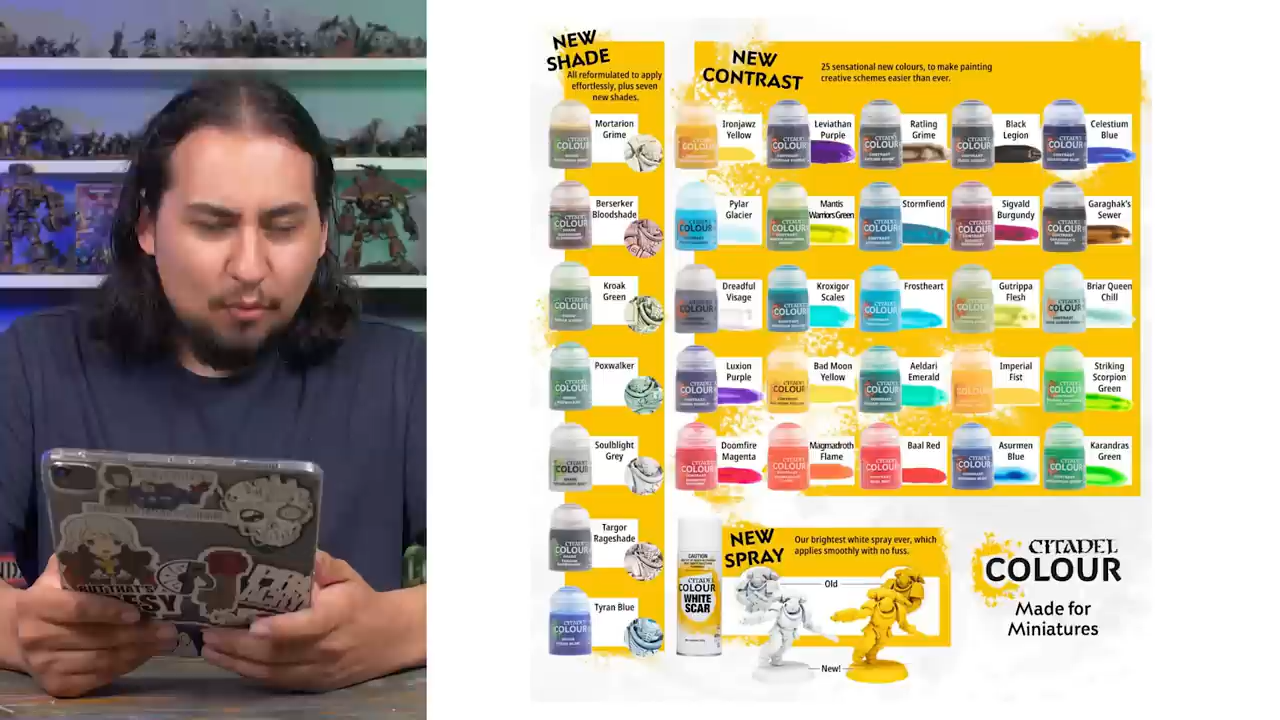 NEW
SHADE
All reformulated to apply
effortlessly, plus seven
new shades.
Mortarion
Grime
Berserker
Bloodshade
Kroak
Green
Poxwalker
Soulblight
Grey
Targor
Rageshade
Tyran Blue
NEW
CONTRAST
25 sensational new colours, to make painting
creative schemes easier than ever.
Ironjawz
Yellow
Leviathan
Purple
Ratling
Grime
Black
Legion
Celestium
Blue
Pylar
Glacier
Mantis
Warriors Green
Stormfiend
Sigvald
Burgundy
Garaghak's
Sewer
Dreadful
Visage
Kroxigor
Scales
Frostheart
Gutrippa
Flesh
Briar Queen
Chill
Luxion
Purple
Bad Moon
Yellow
Aeldari
Emerald
Imperial
Fist
Striking
Scorpion
Green
Doomfire
Magenta
Magmadroth
Flame
Baal Red
Asurmen
Blue
Karandras
Green
CAUTION
CITADEL
COLOUR
WHITE
SCAR
NEW
SPRAY
Our brightest white spray ever, which
applies smoothly with no fuss.
Old
New!
CITADEL
COLOUR
Made for
Miniatures